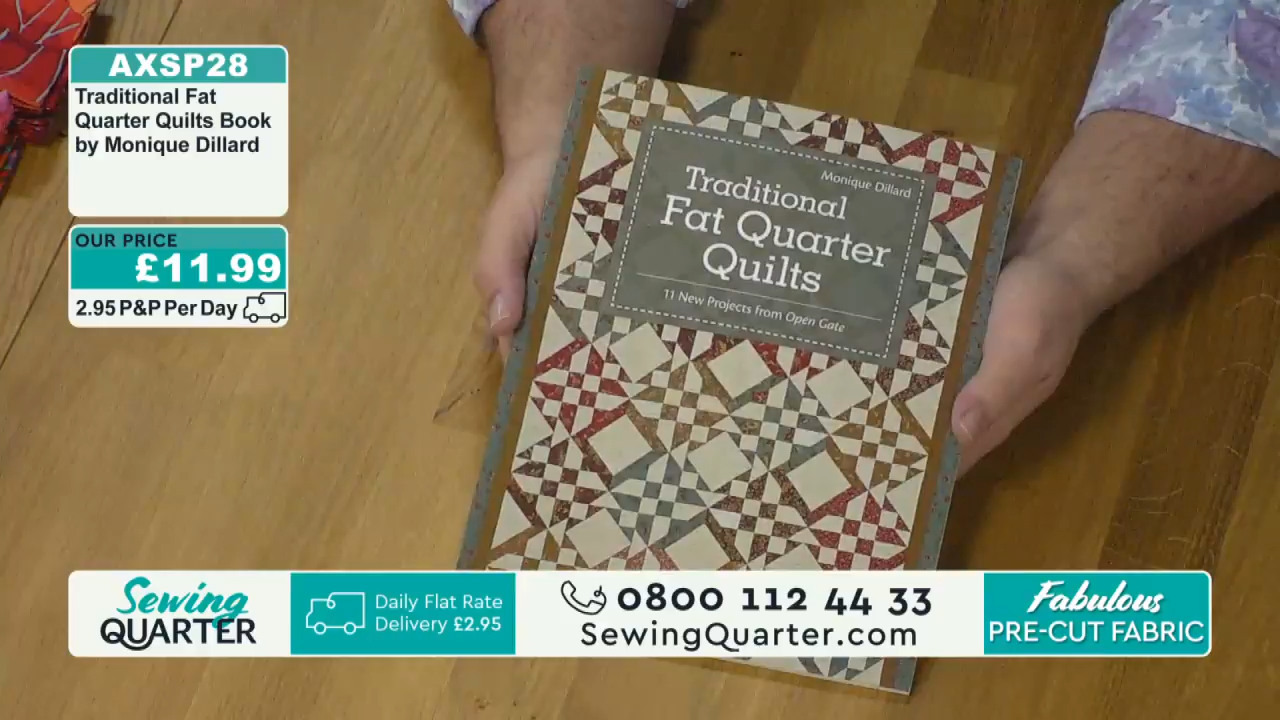 AXSP28
Traditional Fat
Quarter Quilts Book
by Monique Dillard
OUR PRICE
£11.99
2.95 P&P Per Day
Monique Dillard
Traditional
Fat Quarter
Quilts
11 New Projects from Open Gate
Sewing
QUARTER
Daily Flat Rate
Delivery £2.95
0800 112 44 33
SewingQuarter.com
Fabulous
PRE-CUT FABRIC